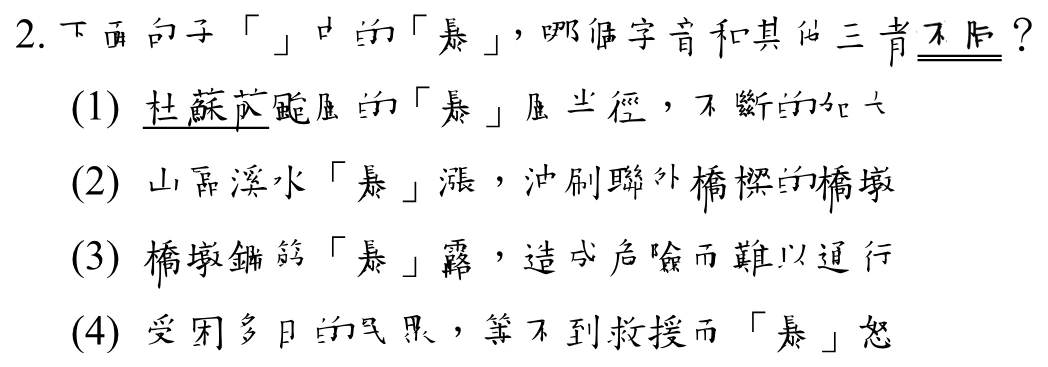 2. 下面句子「 」中的「暴」，哪個字音和其他三者不同？
(1) 杜蘇芮颱風的「暴」風半徑，不斷的加大
(2) 山區溪水「暴」漲，沖刷聯外橋樑的橋墩
(3) 橋墩鋼筋「暴」露，造成危險而難以通行
(4) 受困多日的民眾，等不到救援而「暴」怒